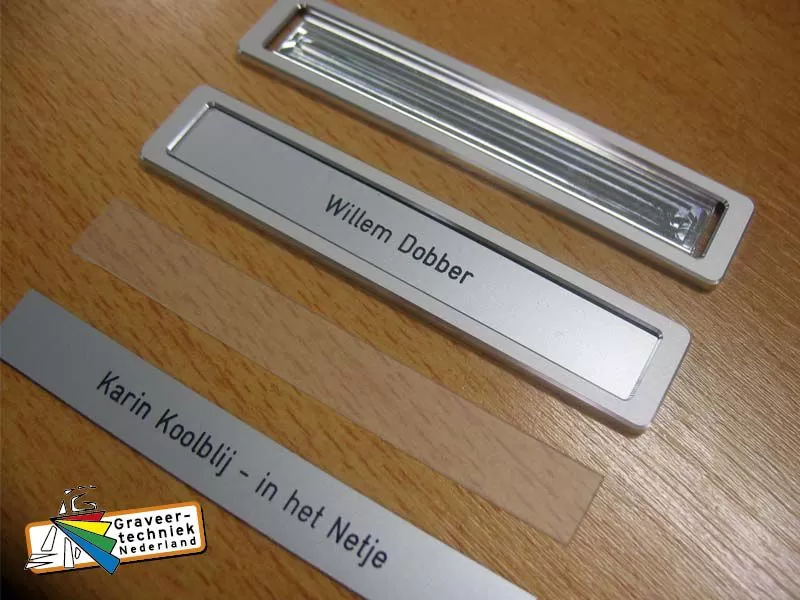 Willem Dobber
Karin Koolblij - in het Netje
Graveer-
techniek
Nederland